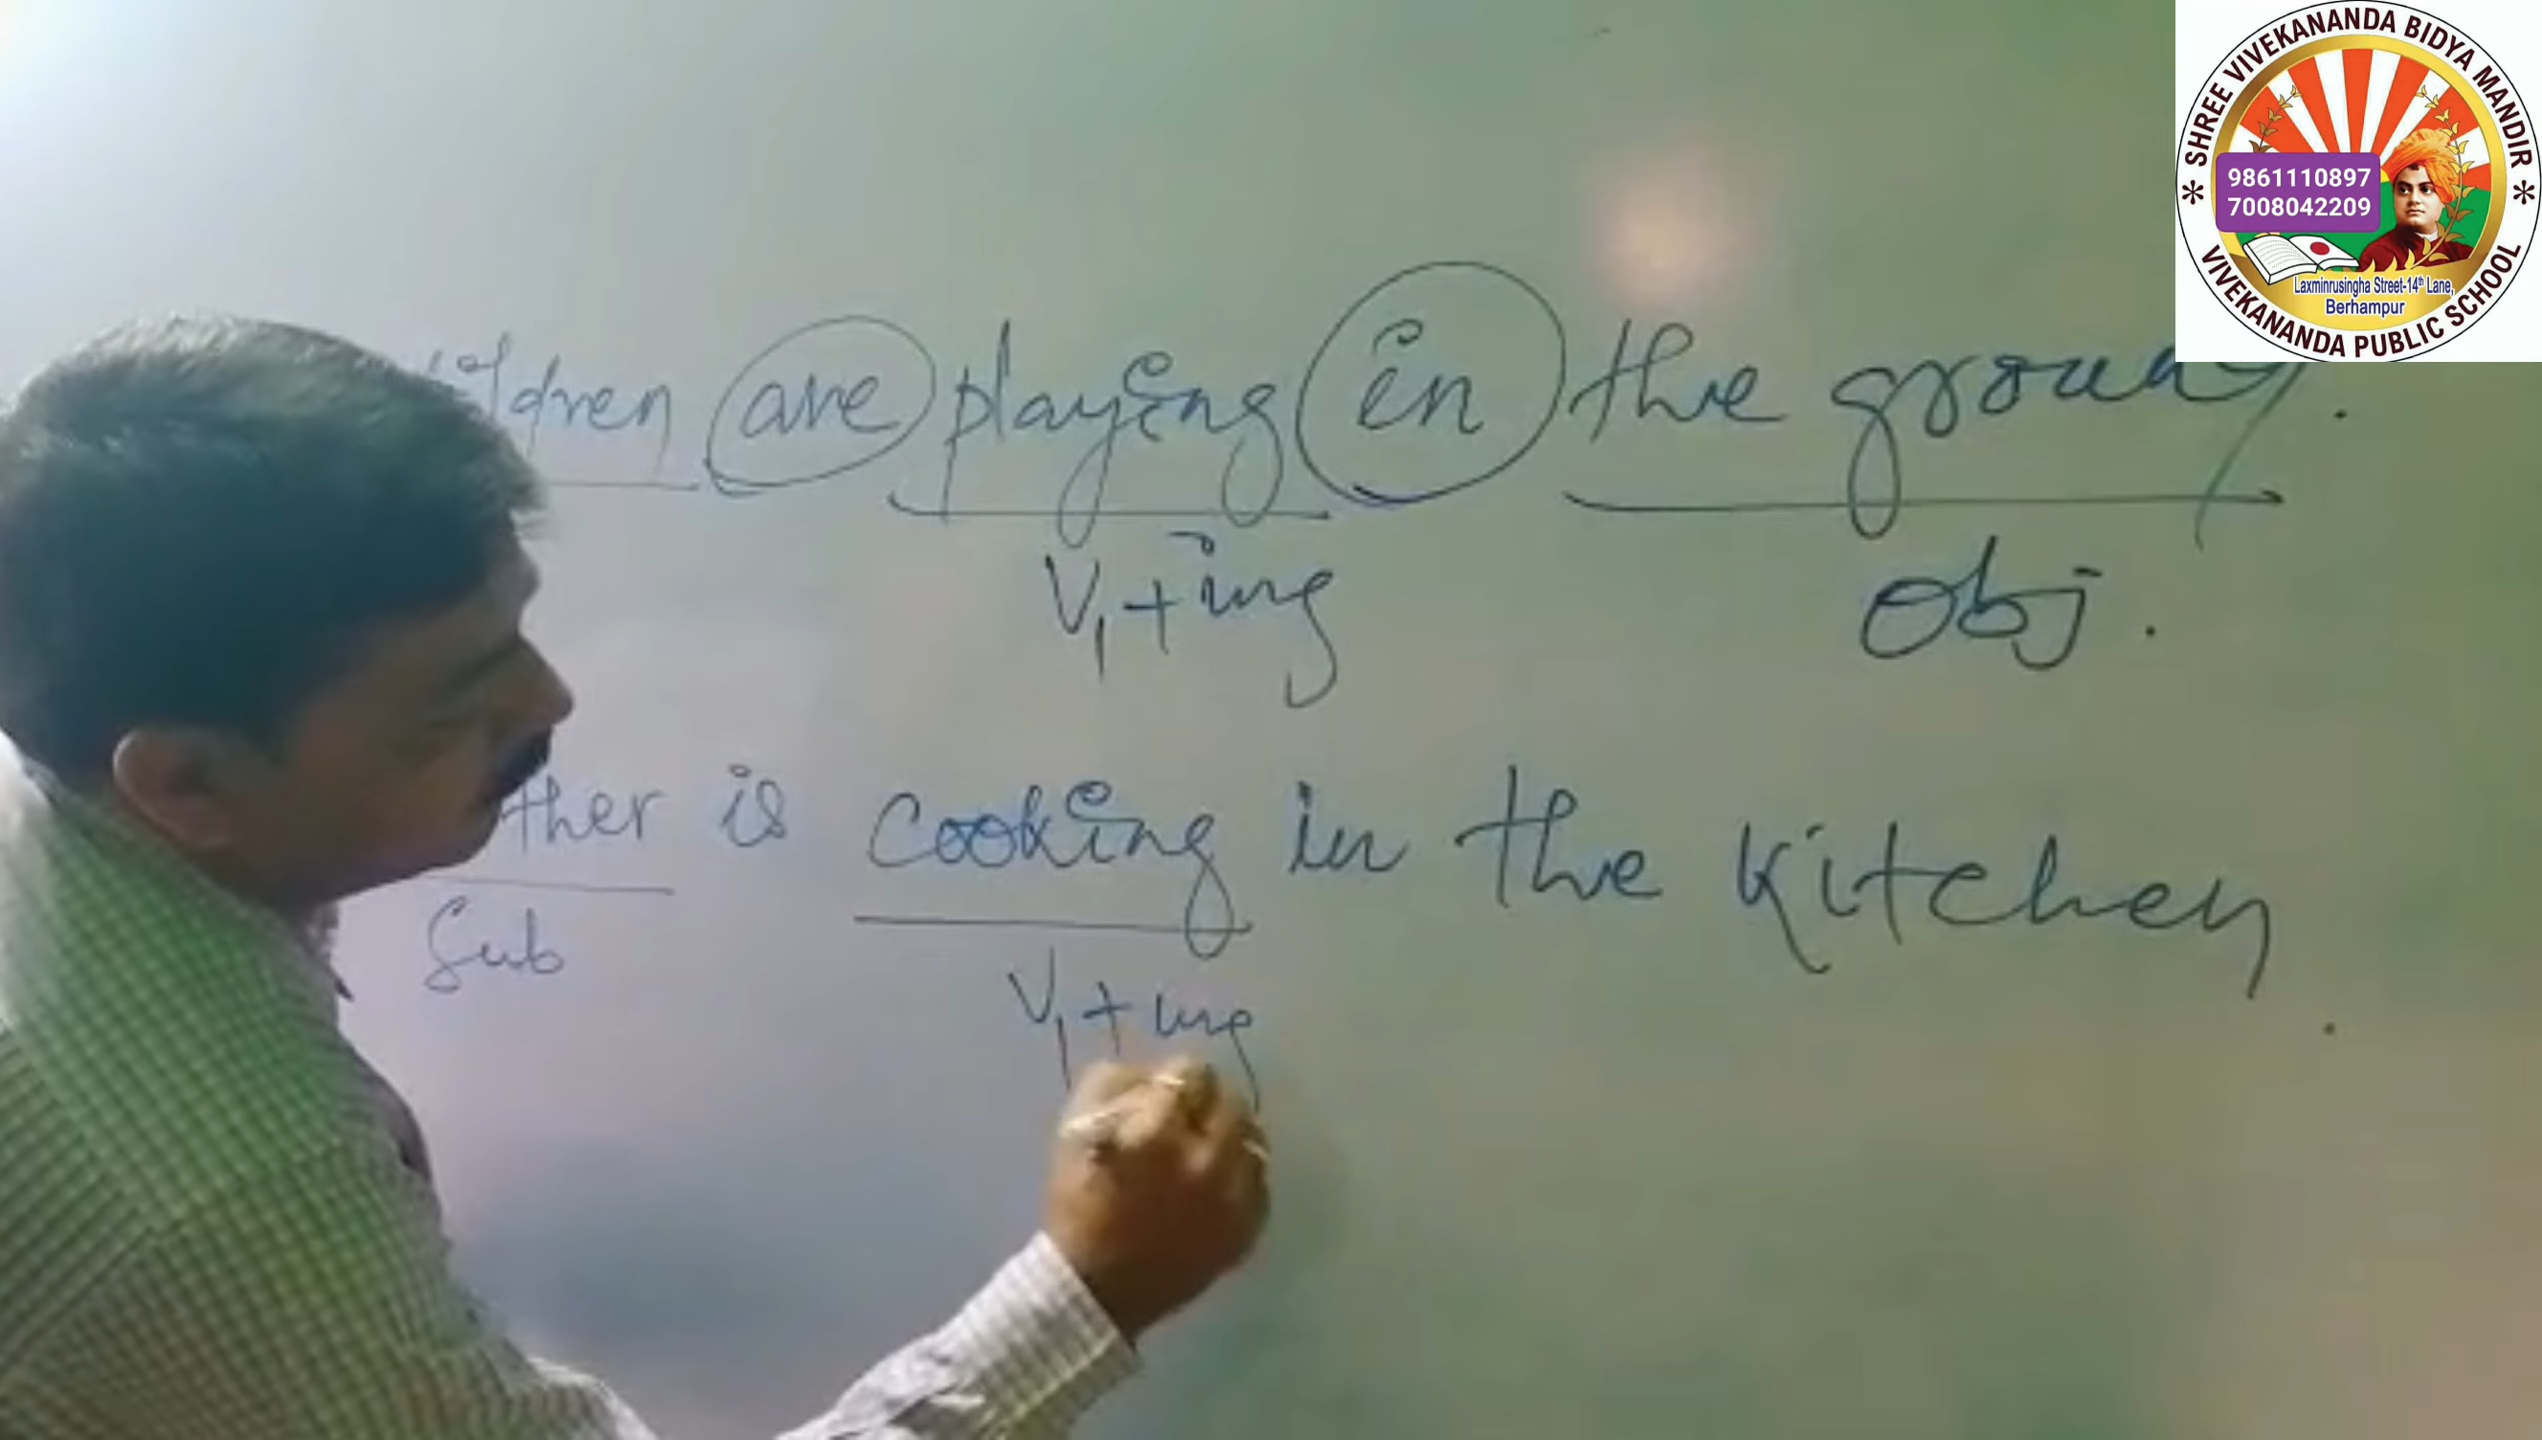 SHREE VIVEKANANDA BIDYA MANDIR
9861110897
7008042209
Laxminrusingha Street-14th Lane,
Berhampur
VIVEKANANDA PUBLIC SCHOOL
ildren are playing in the ground.
V1+ing
obj.
ther is cooking in the kitchen.
Sub
V1+ing